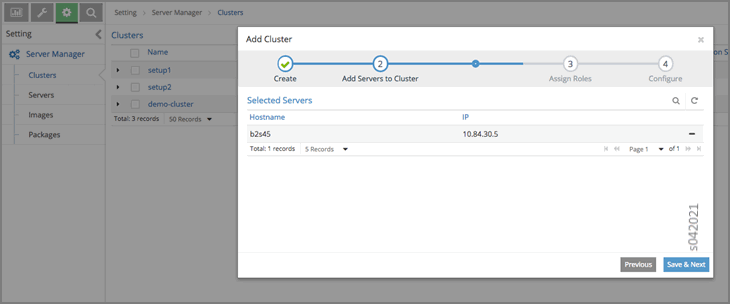 Setting > Server Manager > Clusters
Setting
Server Manager
Clusters
Servers
Images
Packages
Clusters
Name
setup1
setup2
demo-cluster
Total: 3 records 50 Records
Add Cluster
2 3 4
Create Add Servers to Cluster Assign Roles Configure
Selected Servers
Hostname IP
b2s45 10.84.30.5
Total: 1 records 5 Records Page 1 of 1
s042021
Previous Save & Next